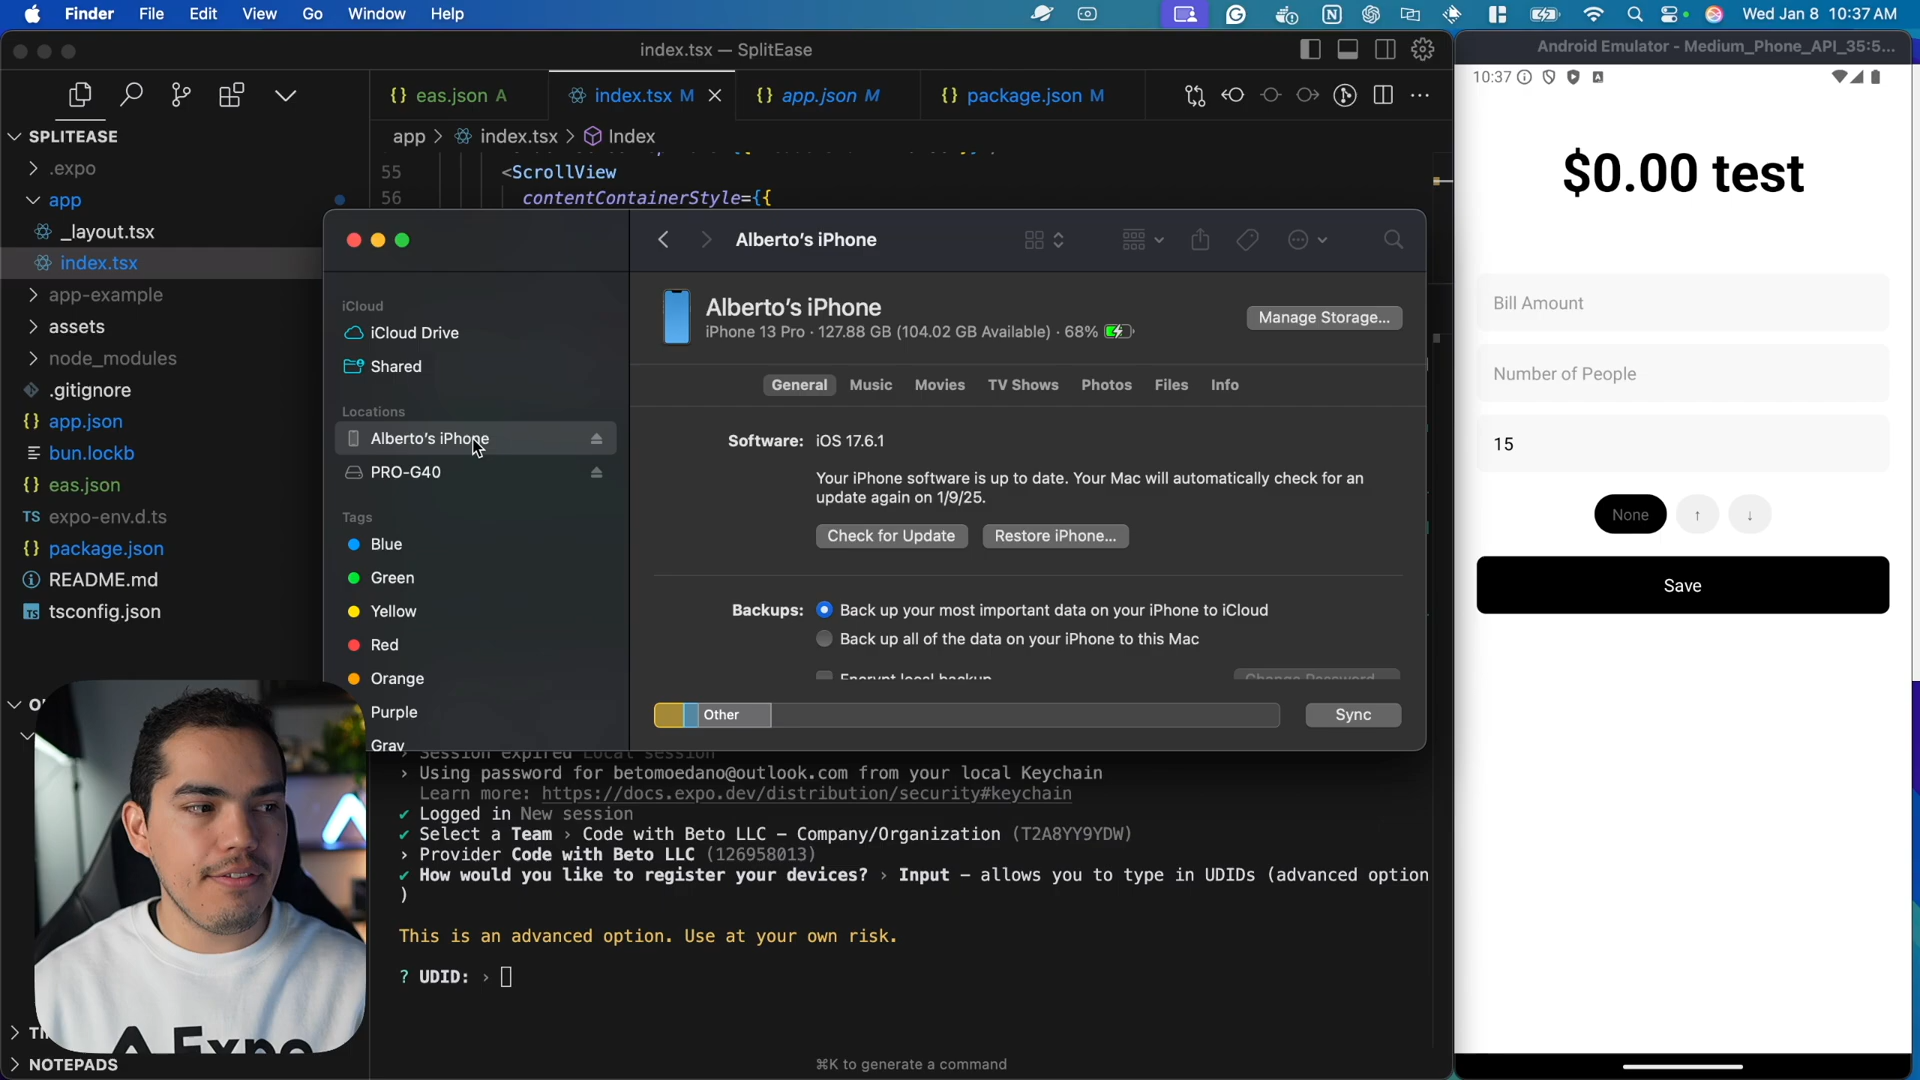 Finder File Edit View Go Window Help Wed Jan 8 10:37 AM
index.tsx — SplitEase
Android Emulator - Medium_Phone_API_35:5...
eas.json A
index.tsx M
app.json M
package.json M
10:37
SPLITEASE
.expo
app
_layout.tsx
index.tsx
app-example
assets
node_modules
.gitignore
app.json
bun.lockb
eas.json
expo-env.d.ts
package.json
README.md
tsconfig.json
NOTEPADS
app > index.tsx > Index
55 <ScrollView
56 contentContainerStyle={{
iCloud
iCloud Drive
Shared
Locations
Alberto's iPhone
PRO-G40
Tags
Blue
Green
Yellow
Red
Orange
Purple
Gray
Alberto's iPhone
Alberto's iPhone
iPhone 13 Pro · 127.88 GB (104.02 GB Available) · 68%
Manage Storage...
General Music Movies TV Shows Photos Files Info
Software: iOS 17.6.1
Your iPhone software is up to date. Your Mac will automatically check for an
update again on 1/9/25.
Check for Update Restore iPhone...
Backups: Back up your most important data on your iPhone to iCloud
Back up all of the data on your iPhone to this Mac
Encrypt local backup Change Password...
Other
Sync
› Session expired Local session
› Using password for betomoedano@outlook.com from your local Keychain
Learn more: https://docs.expo.dev/distribution/security#keychain
✔ Logged in New session
✔ Select a Team › Code with Beto LLC – Company/Organization (T2A8YY9YDW)
› Provider Code with Beto LLC (126958013)
✔ How would you like to register your devices? › Input – allows you to type in UDIDs (advanced option
)
This is an advanced option. Use at your own risk.
? UDID: ›
⌘K to generate a command
$0.00 test
Bill Amount
Number of People
15
None ↑ ↓
Save
Expo